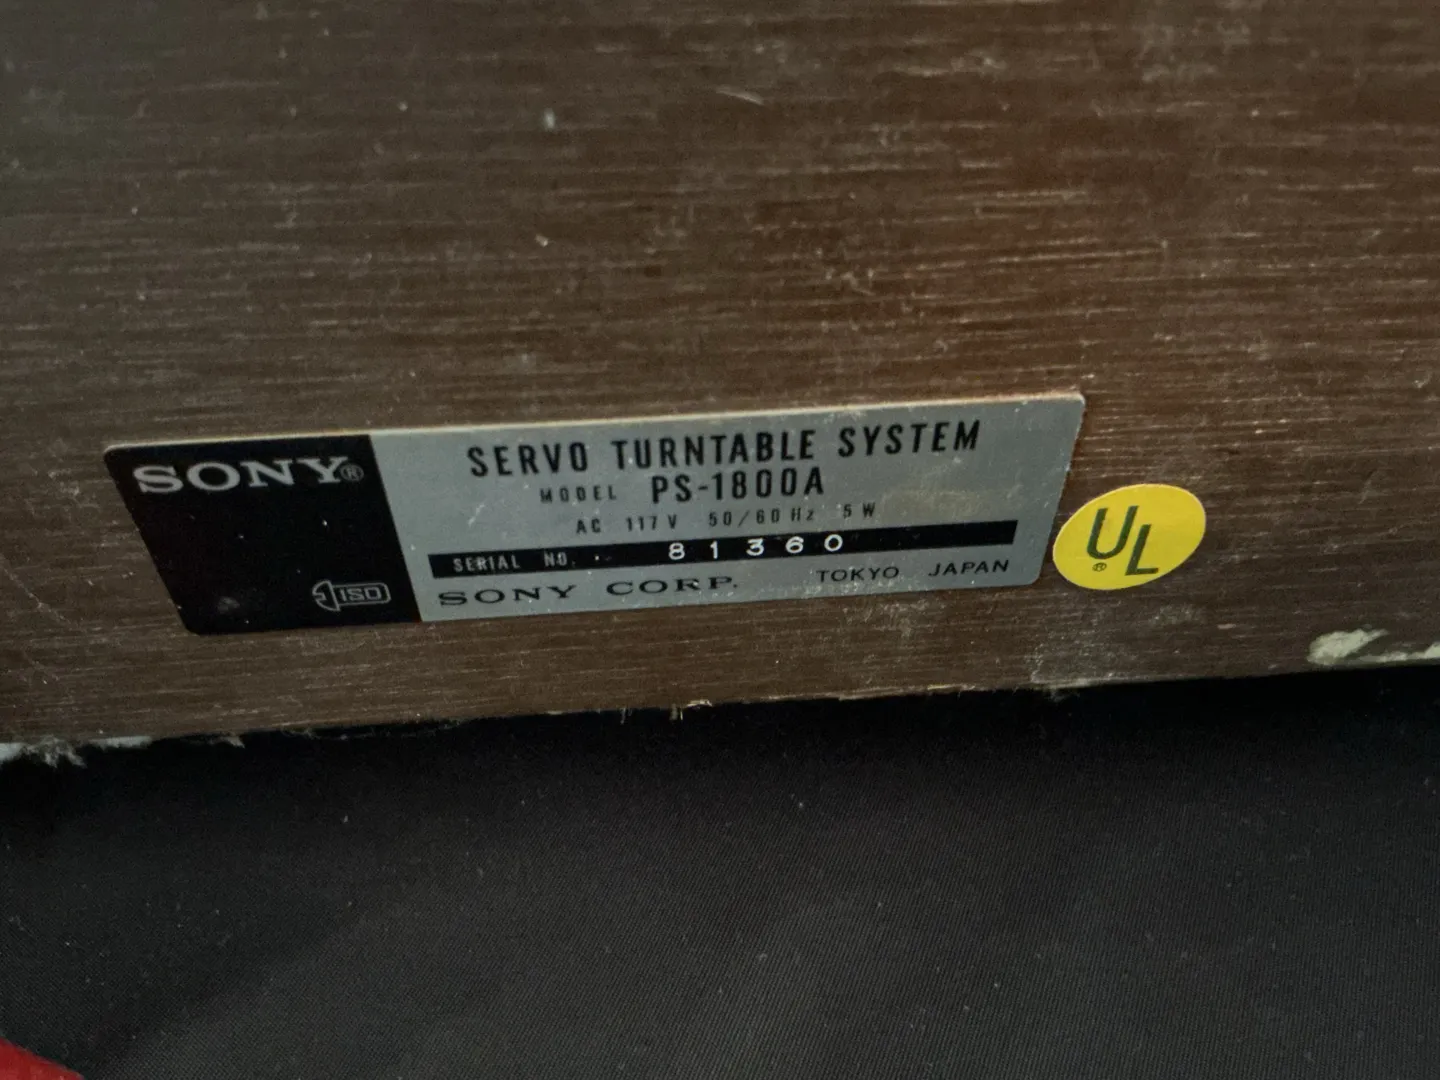 SONY®
ISO
SERVO TURNTABLE SYSTEM
MODEL PS-1800A
AC 117V 50/60Hz 5W
SERIAL NO. 81360
SONY CORP. TOKYO JAPAN
UL®